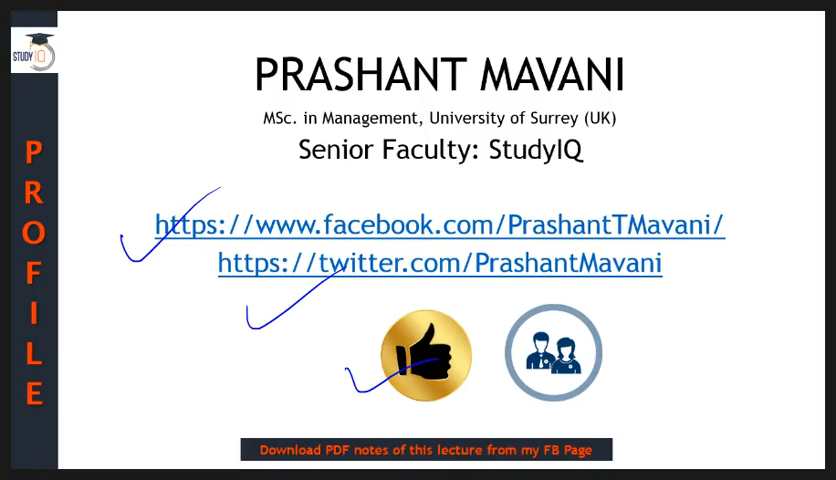 STUDY IQ
PROFILE
PRASHANT MAVANI
MSc. in Management, University of Surrey (UK)
Senior Faculty: StudyIQ
https://www.facebook.com/PrashantTMavani/
https://twitter.com/PrashantMavani
Download PDF notes of this lecture from my FB Page